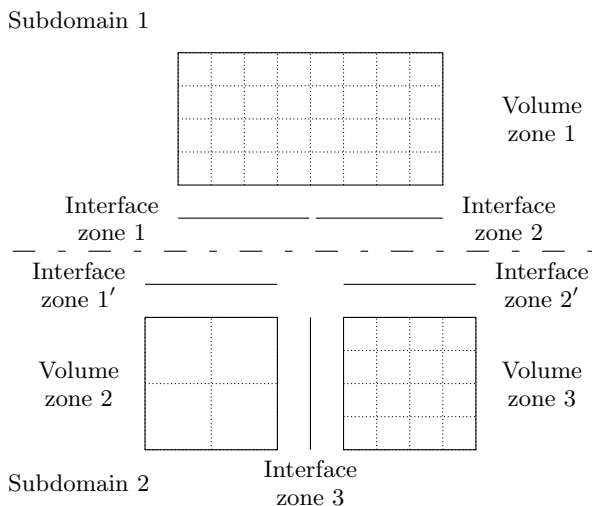 Subdomain 1
Volume
zone 1
Interface
zone 1
Interface
zone 2
Interface
zone 1′
Interface
zone 2′
Volume
zone 2
Volume
zone 3
Interface
zone 3
Subdomain 2